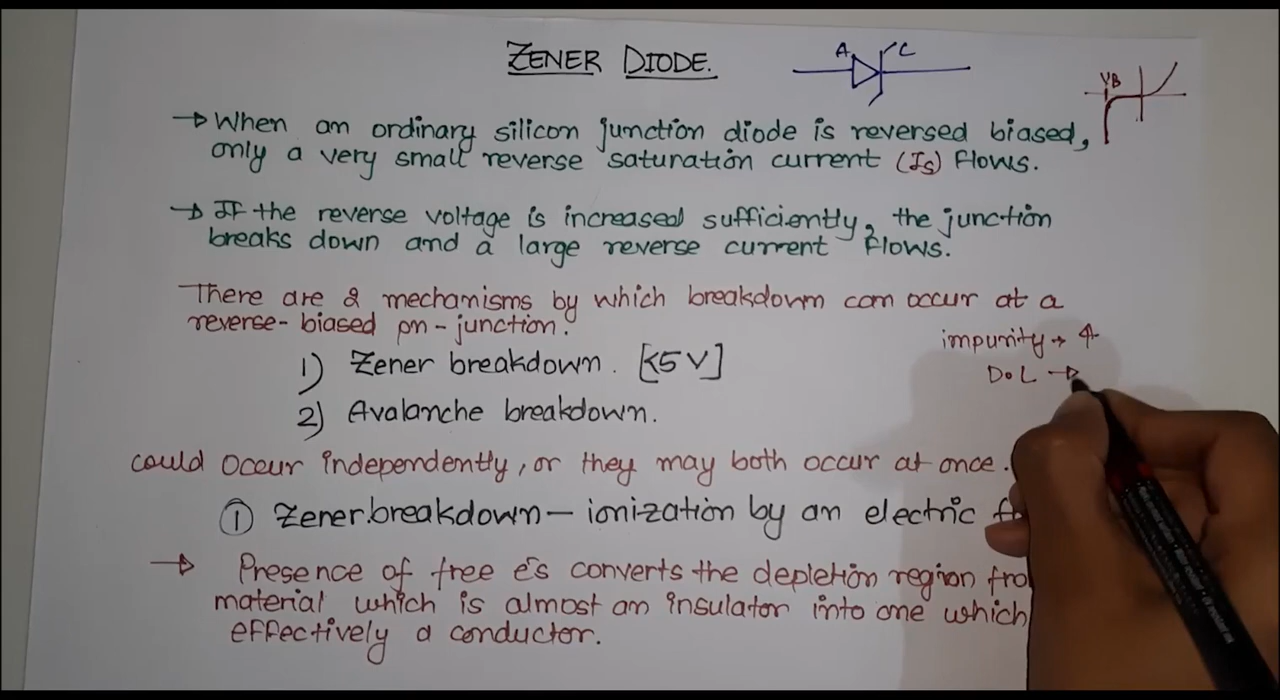 ZENER DIODE.
A C
VB
→ When an ordinary silicon junction diode is reversed biased,
only a very small reverse saturation current (Is) flows.
→ If the reverse voltage is increased sufficiently, the junction
breaks down and a large reverse current flows.
There are 2 mechanisms by which breakdown can occur at a
reverse-biased pn-junction.
impurity → ↑
1) Zener breakdown. [<5V]
D.L →
2) Avalanche breakdown.
could occur independently, or they may both occur at once.
① Zener breakdown — ionization by an electric
→ Presence of free e⁻s converts the depletion region
material which is almost an insulator into one which
effectively a conductor.